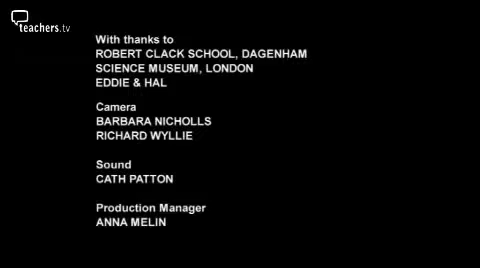 teachers.tv
With thanks to
ROBERT CLACK SCHOOL, DAGENHAM
SCIENCE MUSEUM, LONDON
EDDIE & HAL
Camera
BARBARA NICHOLLS
RICHARD WYLLIE
Sound
CATH PATTON
Production Manager
ANNA MELIN